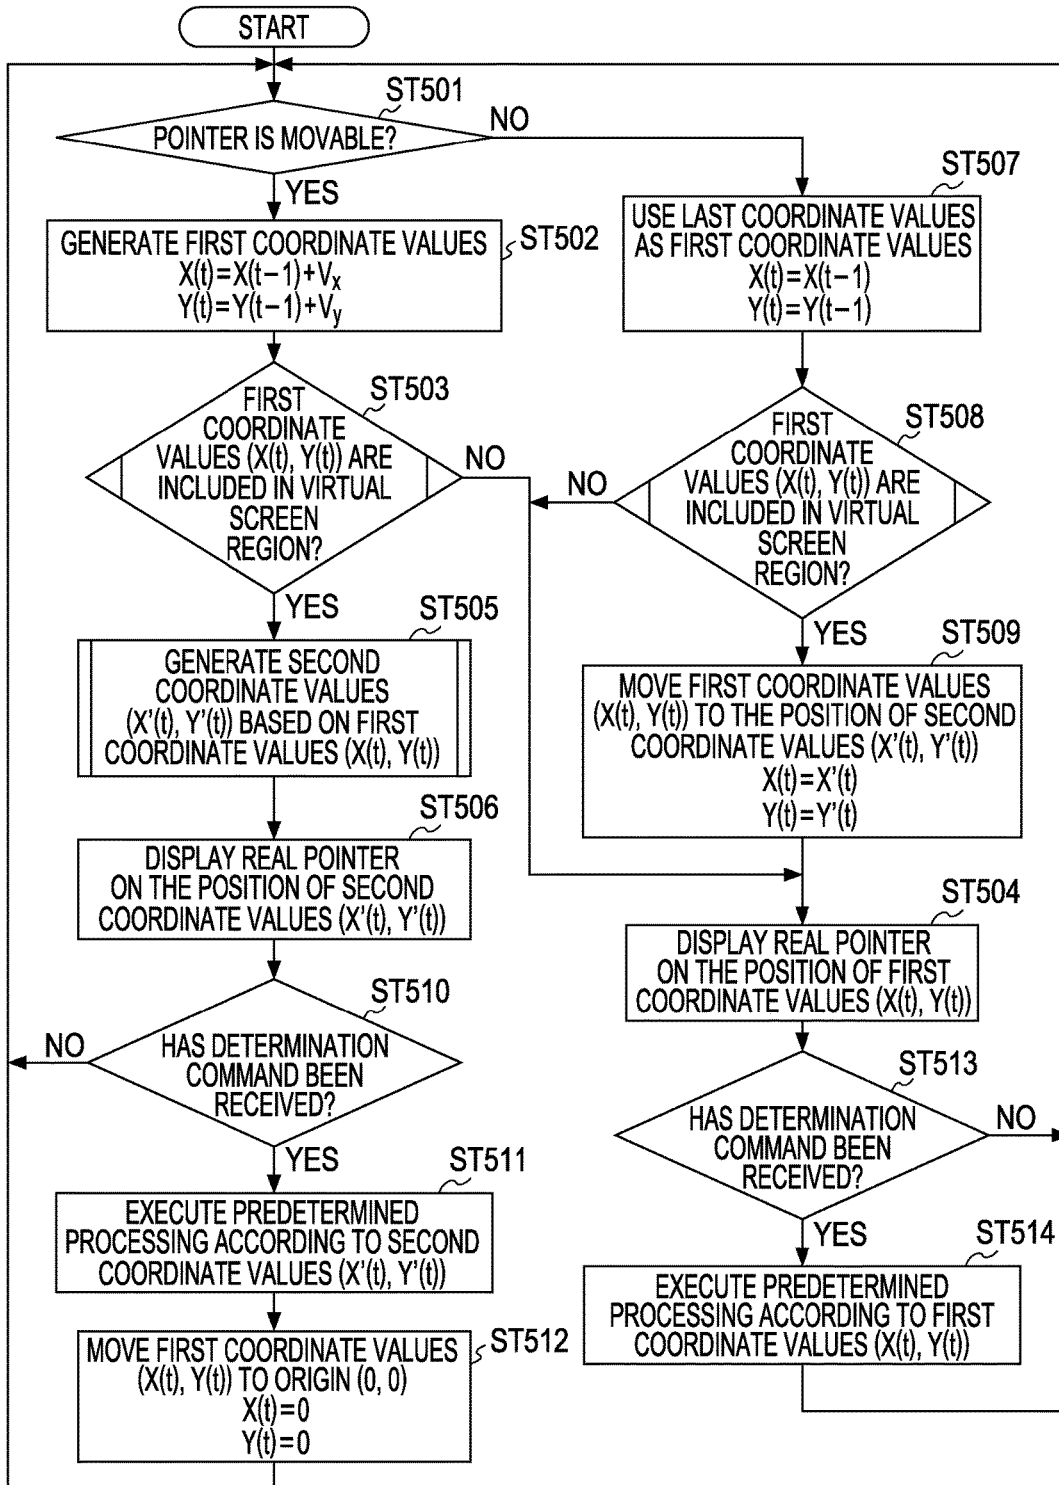 START
ST501
POINTER IS MOVABLE?
NO
YES
ST502
GENERATE FIRST COORDINATE VALUES
X(t)=X(t−1)+Vx
Y(t)=Y(t−1)+Vy
ST507
USE LAST COORDINATE VALUES
AS FIRST COORDINATE VALUES
X(t)=X(t−1)
Y(t)=Y(t−1)
ST503
FIRST
COORDINATE
VALUES (X(t), Y(t)) ARE
INCLUDED IN VIRTUAL
SCREEN
REGION?
NO
YES
ST508
FIRST
COORDINATE
VALUES (X(t), Y(t)) ARE
INCLUDED IN VIRTUAL
SCREEN
REGION?
NO
YES
ST505
GENERATE SECOND
COORDINATE VALUES
(X'(t), Y'(t)) BASED ON FIRST
COORDINATE VALUES (X(t), Y(t))
ST509
MOVE FIRST COORDINATE VALUES
(X(t), Y(t)) TO THE POSITION OF SECOND
COORDINATE VALUES (X'(t), Y'(t))
X(t)=X'(t)
Y(t)=Y'(t)
ST506
DISPLAY REAL POINTER
ON THE POSITION OF SECOND
COORDINATE VALUES (X'(t), Y'(t))
ST504
DISPLAY REAL POINTER
ON THE POSITION OF FIRST
COORDINATE VALUES (X(t), Y(t))
ST510
HAS DETERMINATION
COMMAND BEEN
RECEIVED?
NO
YES
ST513
HAS DETERMINATION
COMMAND BEEN
RECEIVED?
NO
YES
ST511
EXECUTE PREDETERMINED
PROCESSING ACCORDING TO SECOND
COORDINATE VALUES (X'(t), Y'(t))
ST514
EXECUTE PREDETERMINED
PROCESSING ACCORDING TO FIRST
COORDINATE VALUES (X(t), Y(t))
ST512
MOVE FIRST COORDINATE VALUES
(X(t), Y(t)) TO ORIGIN (0, 0)
X(t)=0
Y(t)=0